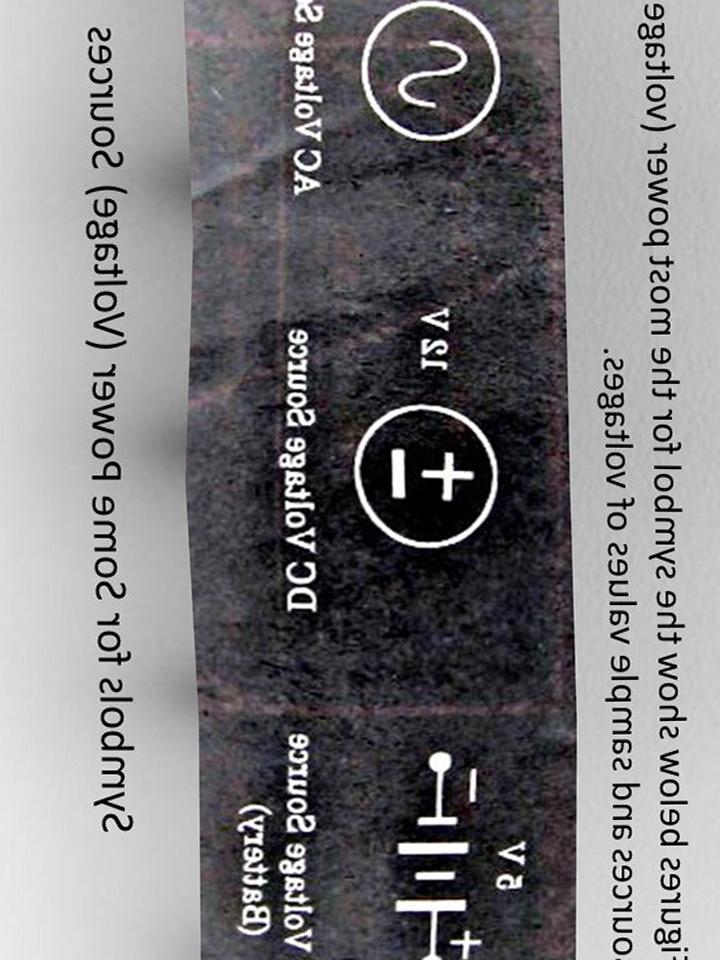 figures below show the symbol for the most power (voltage
sources and sample values of voltages.
5 V
+ −
12 V
+
−
Voltage Source
(Battery)
DC Voltage Source
AC Voltage
Symbols for Some Power (Voltage) Sources